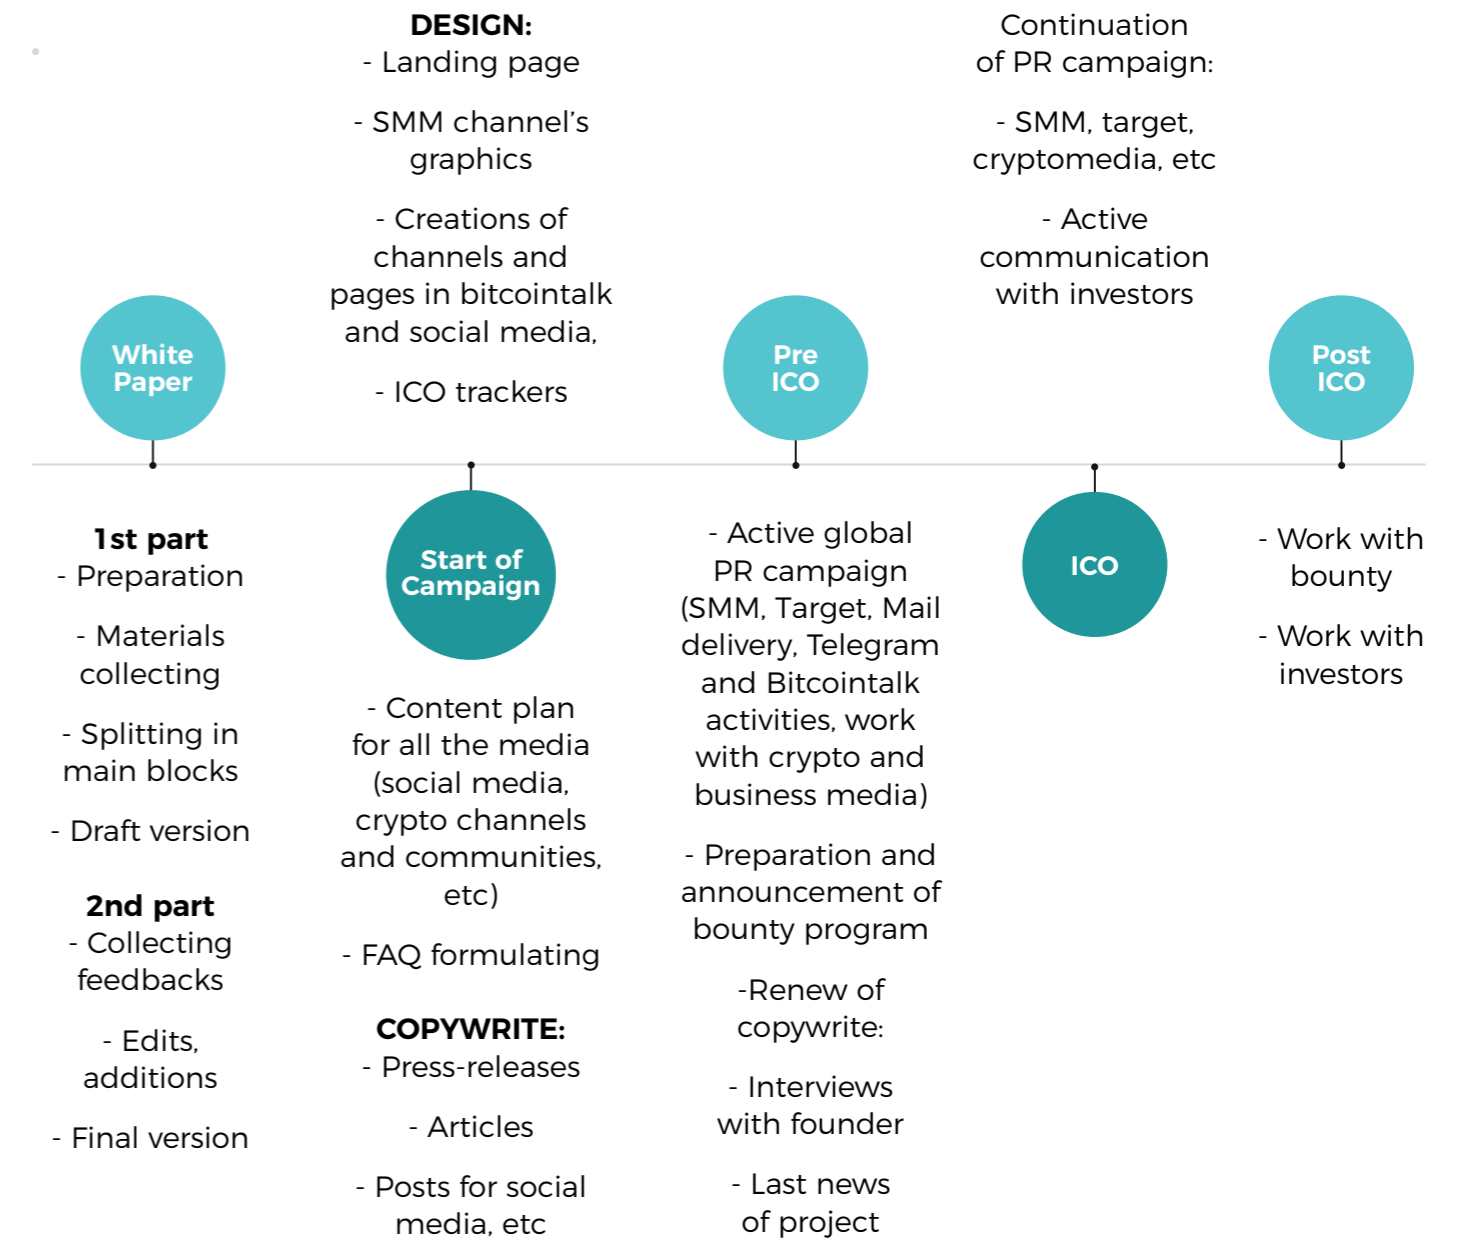 White
Paper
1st part
- Preparation
- Materials
collecting
- Splitting in
main blocks
- Draft version
2nd part
- Collecting
feedbacks
- Edits,
additions
- Final version
DESIGN:
- Landing page
- SMM channel’s
graphics
- Creations of
channels and
pages in bitcointalk
and social media,
- ICO trackers
Start of
Campaign
- Content plan
for all the media
(social media,
crypto channels
and communities,
etc)
- FAQ formulating
COPYWRITE:
- Press-releases
- Articles
- Posts for social
media, etc
Pre
ICO
- Active global
PR campaign
(SMM, Target, Mail
delivery, Telegram
and Bitcointalk
activities, work
with crypto and
business media)
- Preparation and
announcement of
bounty program
-Renew of
copywrite:
- Interviews
with founder
- Last news
of project
Continuation
of PR campaign:
- SMM, target,
cryptomedia, etc
- Active
communication
with investors
ICO
Post
ICO
- Work with
bounty
- Work with
investors